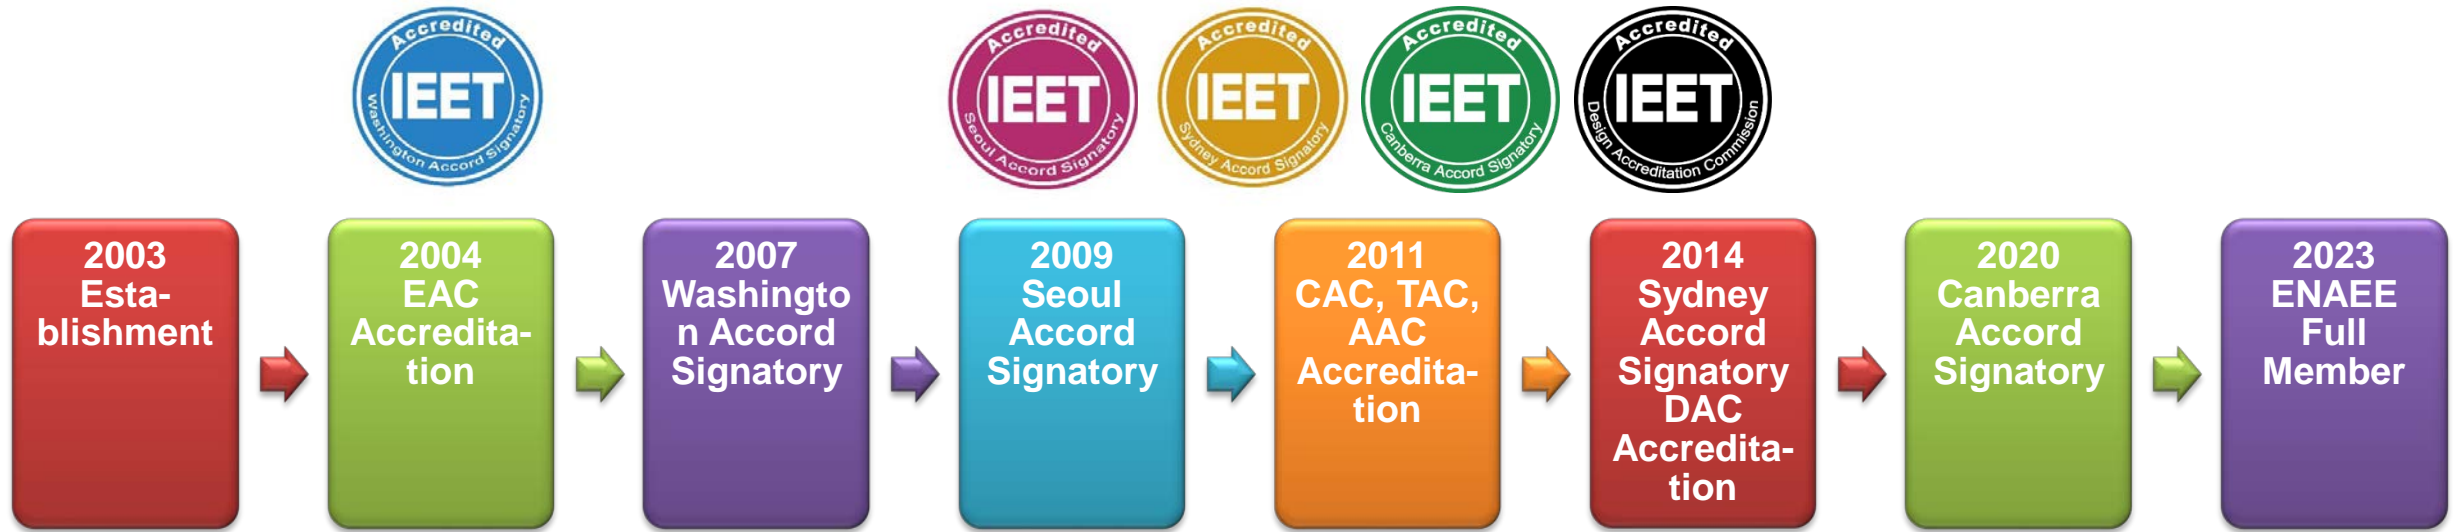 Accredited
IEET
Washington Accord Signatory
Accredited
IEET
Seoul Accord Signatory
Accredited
IEET
Sydney Accord Signatory
Accredited
IEET
Canberra Accord Signatory
Accredited
IEET
Design Accreditation Commission
2003
Esta-
blishment
2004
EAC
Accredita-
tion
2007
Washingto
n Accord
Signatory
2009
Seoul
Accord
Signatory
2011
CAC, TAC,
AAC
Accredita-
tion
2014
Sydney
Accord
Signatory
DAC
Accredita-
tion
2020
Canberra
Accord
Signatory
2023
ENAEE
Full
Member